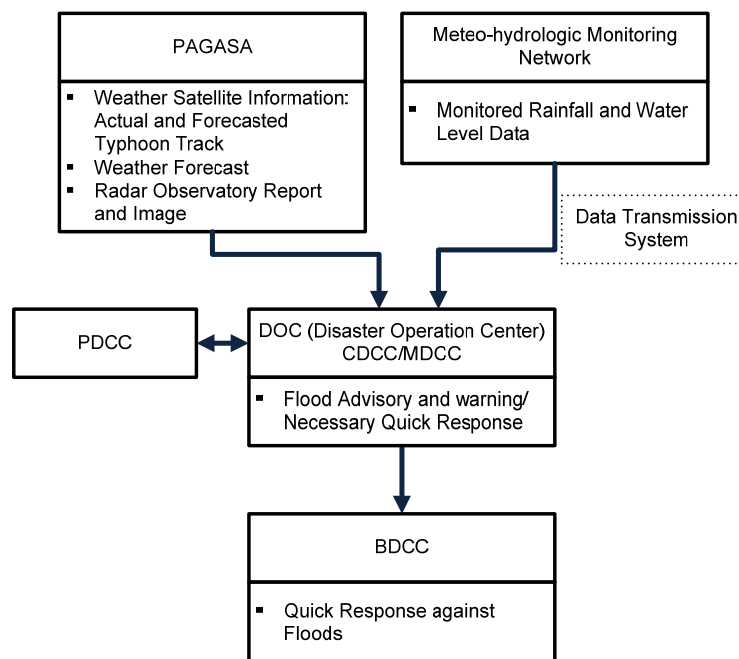 PAGASA
▪ Weather Satellite Information:
Actual and Forecasted
Typhoon Track
▪ Weather Forecast
▪ Radar Observatory Report
and Image
Meteo-hydrologic Monitoring
Network
▪ Monitored Rainfall and Water
Level Data
Data Transmission
System
PDCC
DOC (Disaster Operation Center)
CDCC/MDCC
▪ Flood Advisory and warning/
Necessary Quick Response
BDCC
▪ Quick Response against
Floods